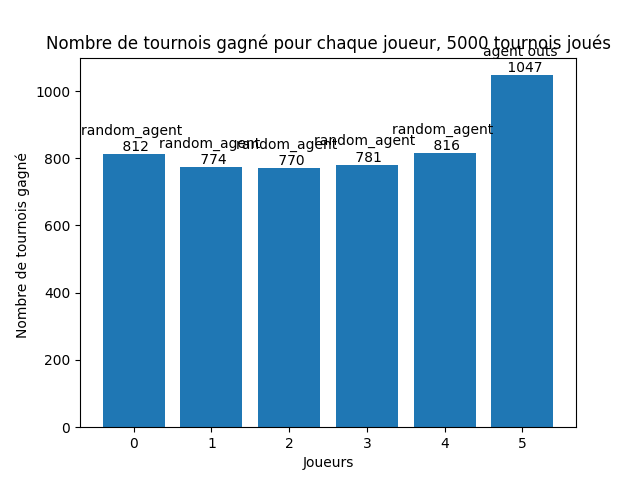 Nombre de tournois gagné pour chaque joueur, 5000 tournois joués
Nombre de tournois gagné
1000
800
600
400
200
0
random_agent
812
random_agent
774
random_agent
770
random_agent
781
random_agent
816
agent outs
1047
0 1 2 3 4 5
Joueurs